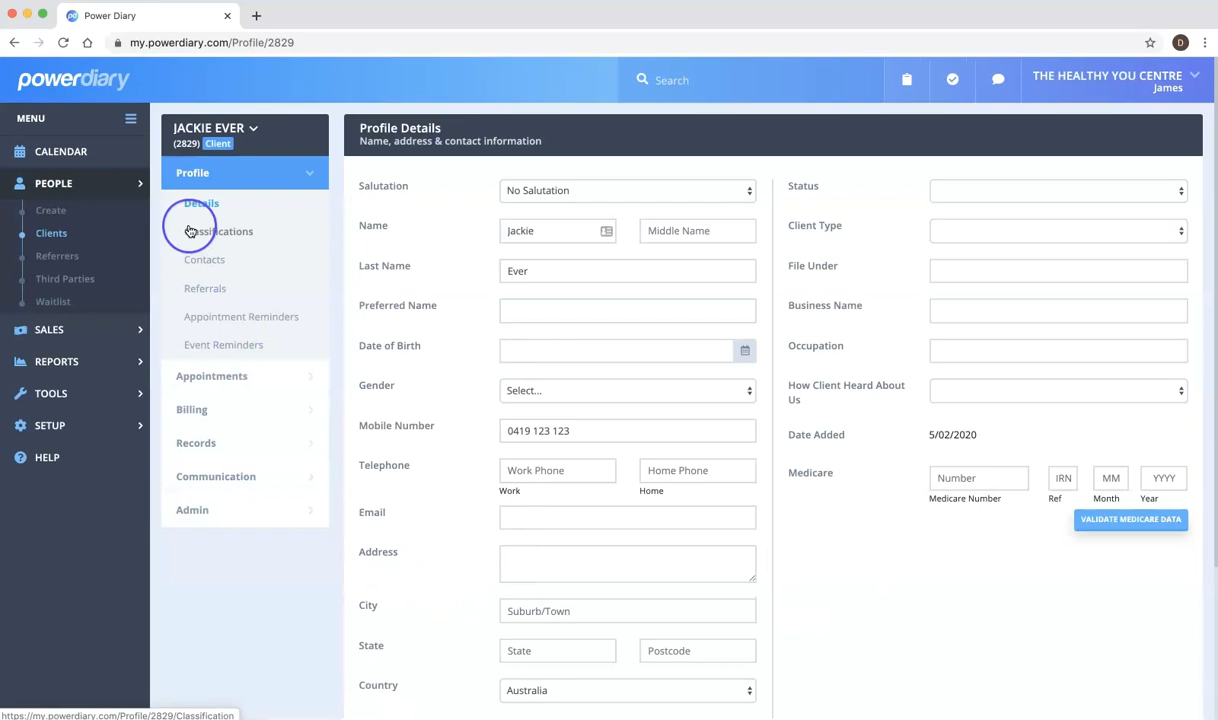 Power Diary
my.powerdiary.com/Profile/2829
D
powerdiary
Search
THE HEALTHY YOU CENTRE
James
MENU
CALENDAR
PEOPLE
Create
Clients
Referrers
Third Parties
Waitlist
SALES
REPORTS
TOOLS
SETUP
HELP
JACKIE EVER
(2829) Client
Profile
Details
Classifications
Contacts
Referrals
Appointment Reminders
Event Reminders
Appointments
Billing
Records
Communication
Admin
Profile Details
Name, address & contact information
Salutation No Salutation
Name Jackie Middle Name
Last Name Ever
Preferred Name
Date of Birth
Gender Select...
Mobile Number 0419 123 123
Telephone Work Phone Home Phone
Work Home
Email
Address
City Suburb/Town
State State Postcode
Country Australia
Status
Client Type
File Under
Business Name
Occupation
How Client Heard About
Us
Date Added 5/02/2020
Medicare Number IRN MM YYYY
Medicare Number Ref Month Year
VALIDATE MEDICARE DATA
https://my.powerdiary.com/Profile/2829/Classification